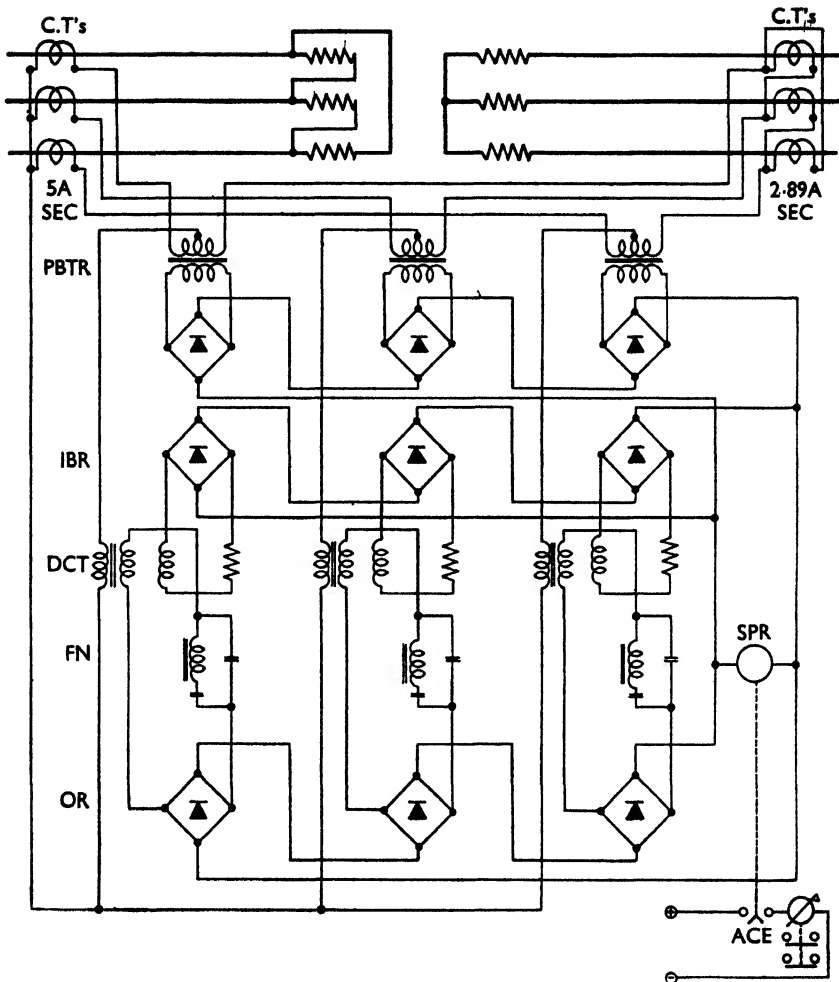 C.T's
C.T's
5A
SEC
2·89A
SEC
PBTR
IBR
DCT
FN
SPR
OR
ACE
+
−